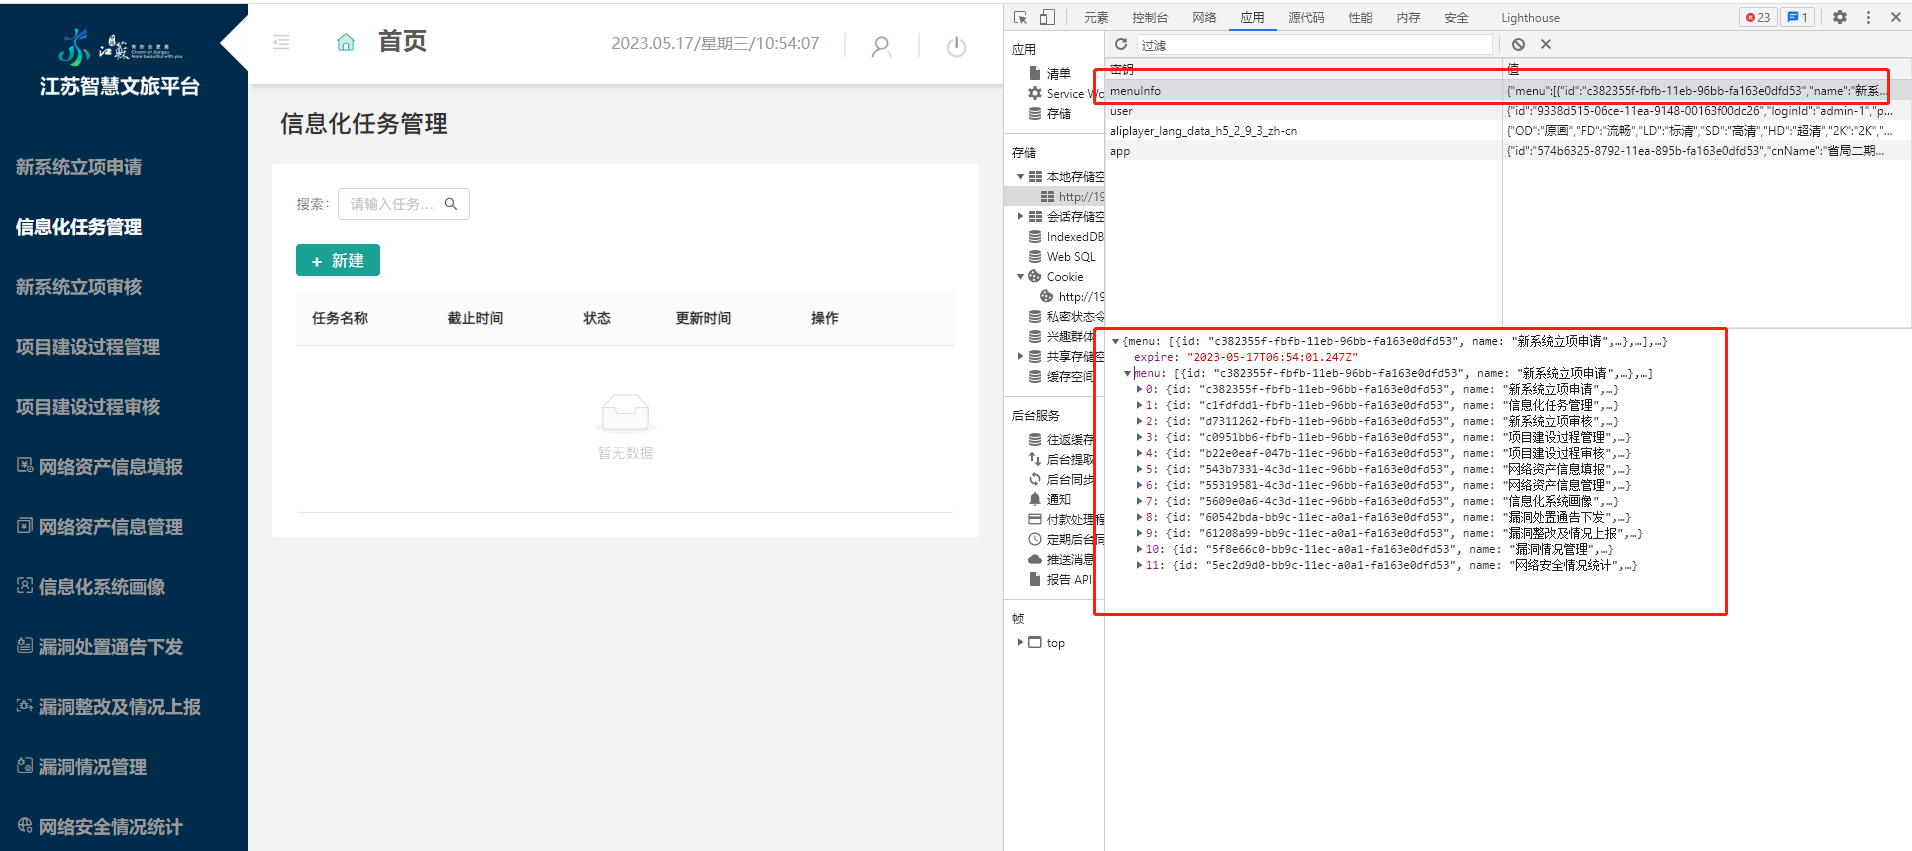 江苏智慧文旅平台
新系统立项申请
信息化任务管理
新系统立项审核
项目建设过程管理
项目建设过程审核
网络资产信息填报
网络资产信息管理
信息化系统画像
漏洞处置通告下发
漏洞整改及情况上报
漏洞情况管理
网络安全情况统计
首页
2023.05.17/星期三/10:54:07
信息化任务管理
搜索：
请输入任务...
+ 新建
任务名称 截止时间 状态 更新时间 操作
暂无数据
元素 控制台 网络 应用 源代码 性能 内存 安全 Lighthouse 23 1
应用
清单
Service Wo
存储
存储
本地存储空
http://19
会话存储空
IndexedDB
Web SQL
Cookie
http://19
私密状态令
兴趣群体
共享存储空
缓存空间
后台服务
往返缓存
后台提取
后台同步
通知
付款处理程
定期后台同
推送消息
报告 API
帧
top
过滤
密钥 值
menuInfo {"menu":[{"id":"c382355f-fbfb-11eb-96bb-fa163e0dfd53","name":"新系...
user {"id":"9338d515-06ce-11ea-9148-00163f00dc26","loginId":"admin-1","p...
aliplayer_lang_data_h5_2_9_3_zh-cn {"OD":"原画","FD":"流畅","LD":"标清","SD":"高清","HD":"超清","2K":"2K","...
app {"id":"574b6325-8792-11ea-895b-fa163e0dfd53","cnName":"省局二期...
{menu: [{id: "c382355f-fbfb-11eb-96bb-fa163e0dfd53", name: "新系统立项申请",…},…],…}
expire: "2023-05-17T06:54:01.247Z"
menu: [{id: "c382355f-fbfb-11eb-96bb-fa163e0dfd53", name: "新系统立项申请",…},…]
0: {id: "c382355f-fbfb-11eb-96bb-fa163e0dfd53", name: "新系统立项申请",…}
1: {id: "c1fdfdd1-fbfb-11eb-96bb-fa163e0dfd53", name: "信息化任务管理",…}
2: {id: "d7311262-fbfb-11eb-96bb-fa163e0dfd53", name: "新系统立项审核",…}
3: {id: "c0951bb6-fbfb-11eb-96bb-fa163e0dfd53", name: "项目建设过程管理",…}
4: {id: "b22e0eaf-047b-11ec-96bb-fa163e0dfd53", name: "项目建设过程审核",…}
5: {id: "543b7331-4c3d-11ec-96bb-fa163e0dfd53", name: "网络资产信息填报",…}
6: {id: "55319581-4c3d-11ec-96bb-fa163e0dfd53", name: "网络资产信息管理",…}
7: {id: "5609e0a6-4c3d-11ec-96bb-fa163e0dfd53", name: "信息化系统画像",…}
8: {id: "60542bda-bb9c-11ec-a0a1-fa163e0dfd53", name: "漏洞处置通告下发",…}
9: {id: "61208a99-bb9c-11ec-a0a1-fa163e0dfd53", name: "漏洞整改及情况上报",…}
10: {id: "5f8e66c0-bb9c-11ec-a0a1-fa163e0dfd53", name: "漏洞情况管理",…}
11: {id: "5ec2d9d0-bb9c-11ec-a0a1-fa163e0dfd53", name: "网络安全情况统计",…}